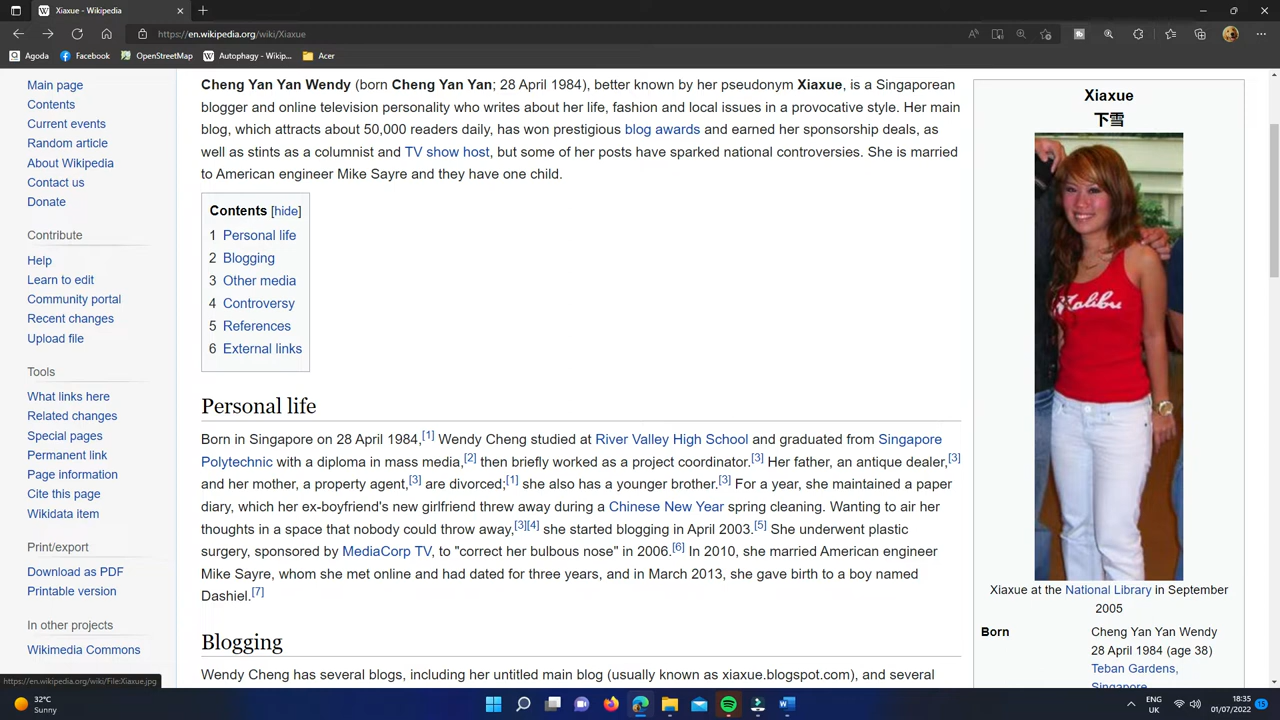 Xiaxue - Wikipedia
https://en.wikipedia.org/wiki/Xiaxue
Agoda
Facebook
OpenStreetMap
Autophagy - Wikip...
Acer
Main page
Contents
Current events
Random article
About Wikipedia
Contact us
Donate
Contribute
Help
Learn to edit
Community portal
Recent changes
Upload file
Tools
What links here
Related changes
Special pages
Permanent link
Page information
Cite this page
Wikidata item
Print/export
Download as PDF
Printable version
In other projects
Wikimedia Commons
https://en.wikipedia.org/wiki/File:Xiaxue.jpg
Cheng Yan Yan Wendy (born Cheng Yan Yan; 28 April 1984), better known by her pseudonym Xiaxue, is a Singaporean
blogger and online television personality who writes about her life, fashion and local issues in a provocative style. Her main
blog, which attracts about 50,000 readers daily, has won prestigious blog awards and earned her sponsorship deals, as
well as stints as a columnist and TV show host, but some of her posts have sparked national controversies. She is married
to American engineer Mike Sayre and they have one child.
Contents [hide]
1 Personal life
2 Blogging
3 Other media
4 Controversy
5 References
6 External links
Personal life
Born in Singapore on 28 April 1984,[1] Wendy Cheng studied at River Valley High School and graduated from Singapore
Polytechnic with a diploma in mass media,[2] then briefly worked as a project coordinator.[3] Her father, an antique dealer,[3]
and her mother, a property agent,[3] are divorced;[1] she also has a younger brother.[3] For a year, she maintained a paper
diary, which her ex-boyfriend's new girlfriend threw away during a Chinese New Year spring cleaning. Wanting to air her
thoughts in a space that nobody could throw away,[3][4] she started blogging in April 2003.[5] She underwent plastic
surgery, sponsored by MediaCorp TV, to "correct her bulbous nose" in 2006.[6] In 2010, she married American engineer
Mike Sayre, whom she met online and had dated for three years, and in March 2013, she gave birth to a boy named
Dashiel.[7]
Blogging
Wendy Cheng has several blogs, including her untitled main blog (usually known as xiaxue.blogspot.com), and several
Xiaxue
下雪
Malibu
Xiaxue at the National Library in September
2005
Born
Cheng Yan Yan Wendy
28 April 1984 (age 38)
Teban Gardens,
Singapore
32°C
Sunny
ENG
UK
18:35
01/07/2022
15